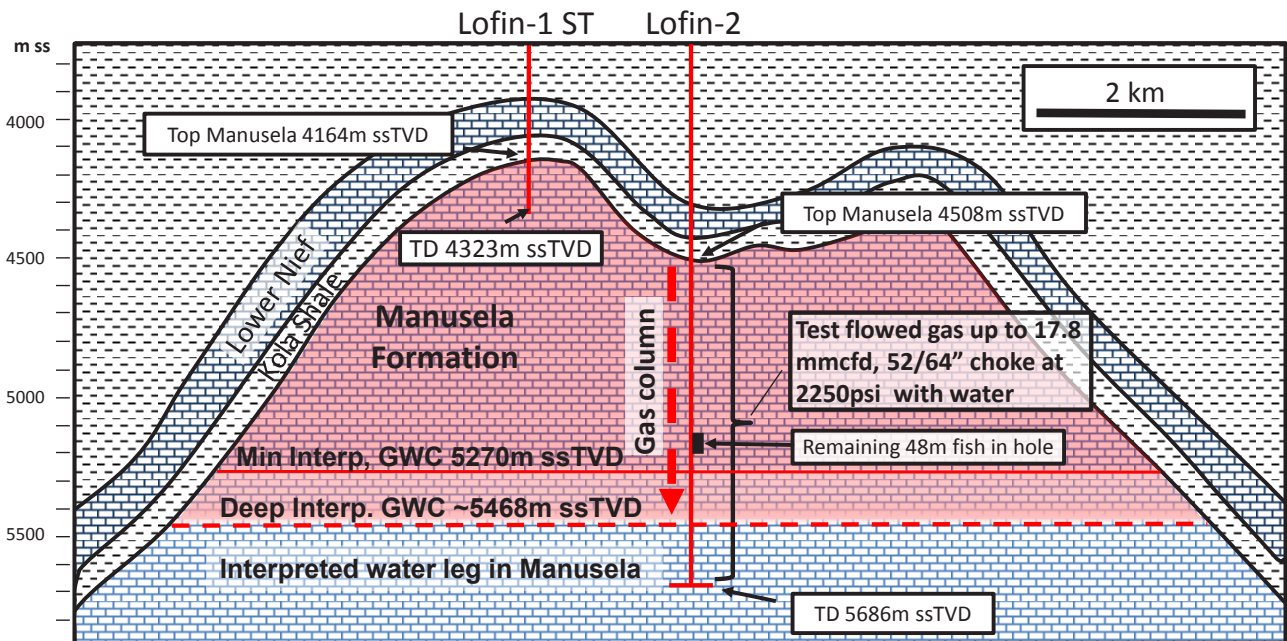 Lofin-1 ST
Lofin-2
m ss
4000
4500
5000
5500
2 km
Top Manusela 4164m ssTVD
Top Manusela 4508m ssTVD
TD 4323m ssTVD
Lower Nief
Kola Shale
Manusela
Formation
Gas column
Test flowed gas up to 17.8
mmcfd, 52/64” choke at
2250psi with water
Remaining 48m fish in hole
Min Interp, GWC 5270m ssTVD
Deep Interp. GWC ~5468m ssTVD
Interpreted water leg in Manusela
TD 5686m ssTVD